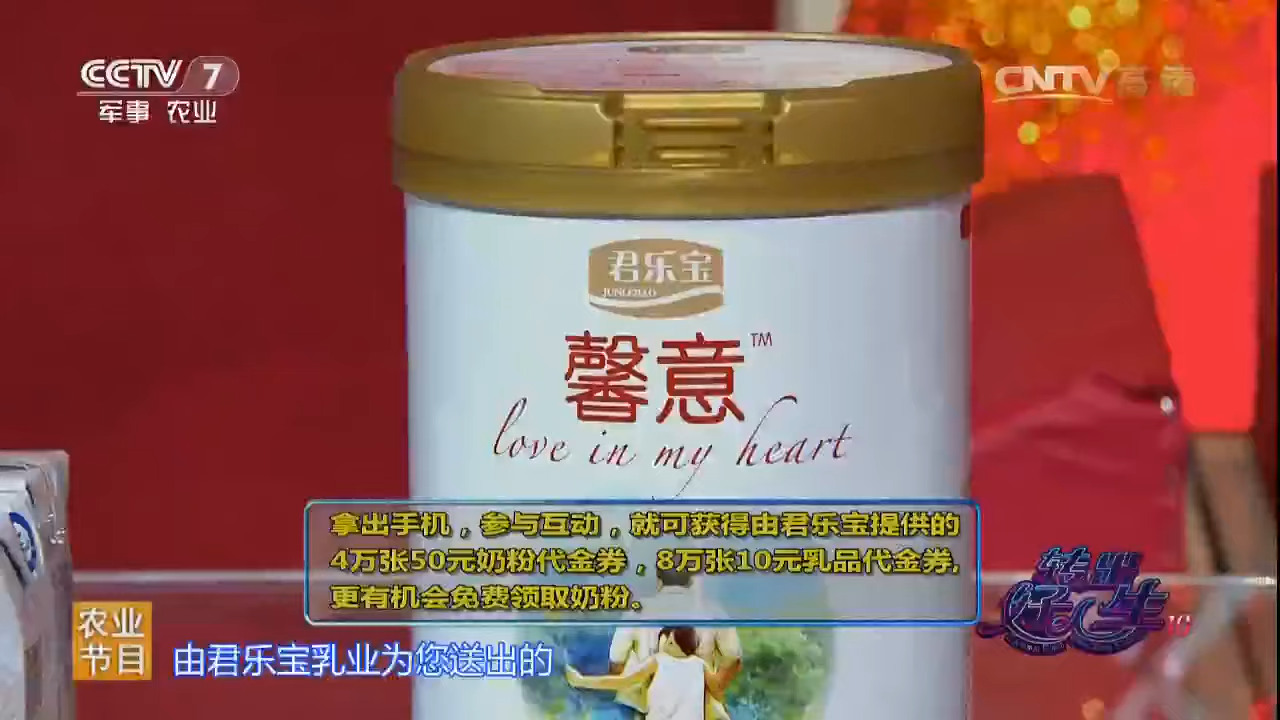 CCTV 7
军事 农业
CNTV 高清
君乐宝
JUNLEBAO
馨意™
love in my heart
拿出手机，参与互动，就可获得由君乐宝提供的
4万张50元奶粉代金券，8万张10元乳品代金券,
更有机会免费领取奶粉。
农业
节目
由君乐宝乳业为您送出的